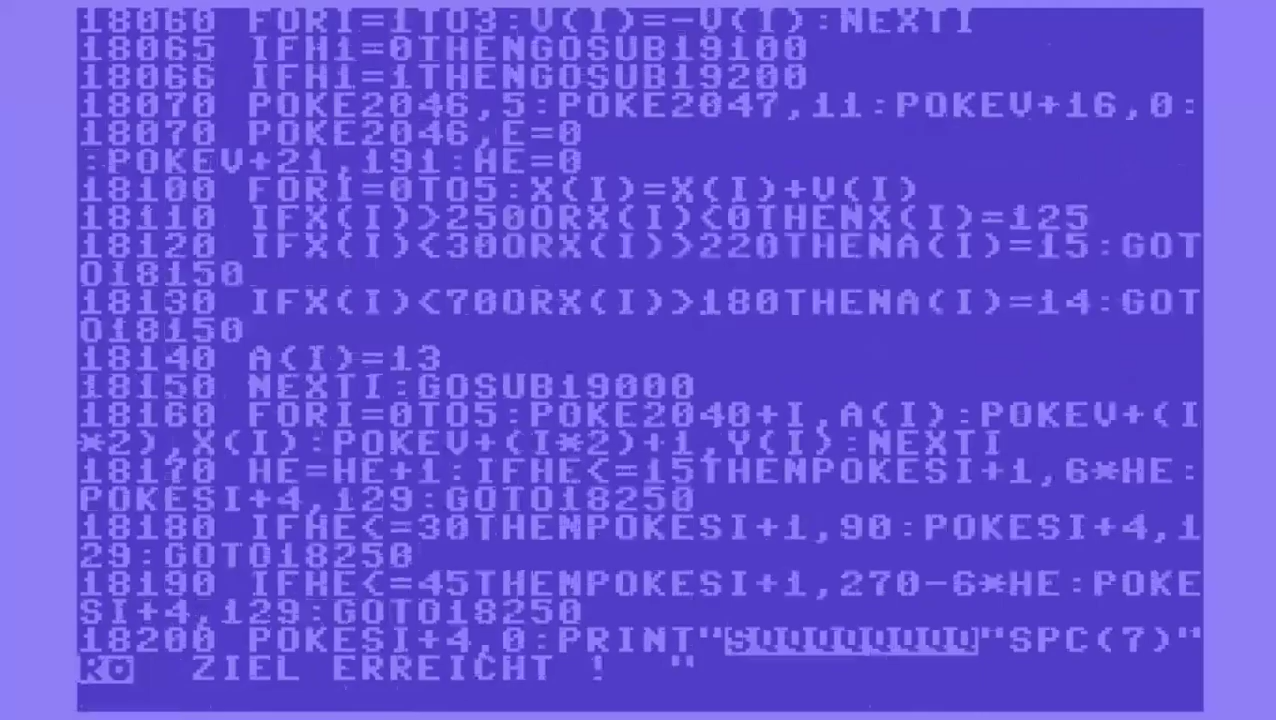 18060 FORI=1TO3:V(I)=-V(I):NEXTI
18065 IFH1=0THENGOSUB19100
18066 IFH1=1THENGOSUB19200
18070 POKE2046,5:POKE2047,11:POKEV+16,0:
18070 POKE2046,E=0
:POKEV+21,191:HE=0
18100 FORI=0TO5:X(I)=X(I)+V(I)
18110 IFX(I)>250ORX(I)<0THENX(I)=125
18120 IFX(I)<30ORX(I)>220THENA(I)=15:GOT
O18150
18130 IFX(I)<70ORX(I)>180THENA(I)=14:GOT
O18150
18140 A(I)=13
18150 NEXTI:GOSUB19000
18160 FORI=0TO5:POKE2040+I,A(I):POKEV+(I
*2),X(I):POKEV+(I*2)+1,Y(I):NEXTI
18170 HE=HE+1:IFHE<=15THENPOKESI+1,6*HE:
POKESI+4,129:GOTO18250
18180 IFHE<=30THENPOKESI+1,90:POKESI+4,1
29:GOTO18250
18190 IFHE<=45THENPOKESI+1,270-6*HE:POKE
SI+4,129:GOTO18250
18200 POKESI+4,0:PRINT""SPC(7)"
ZIEL ERREICHT ! "